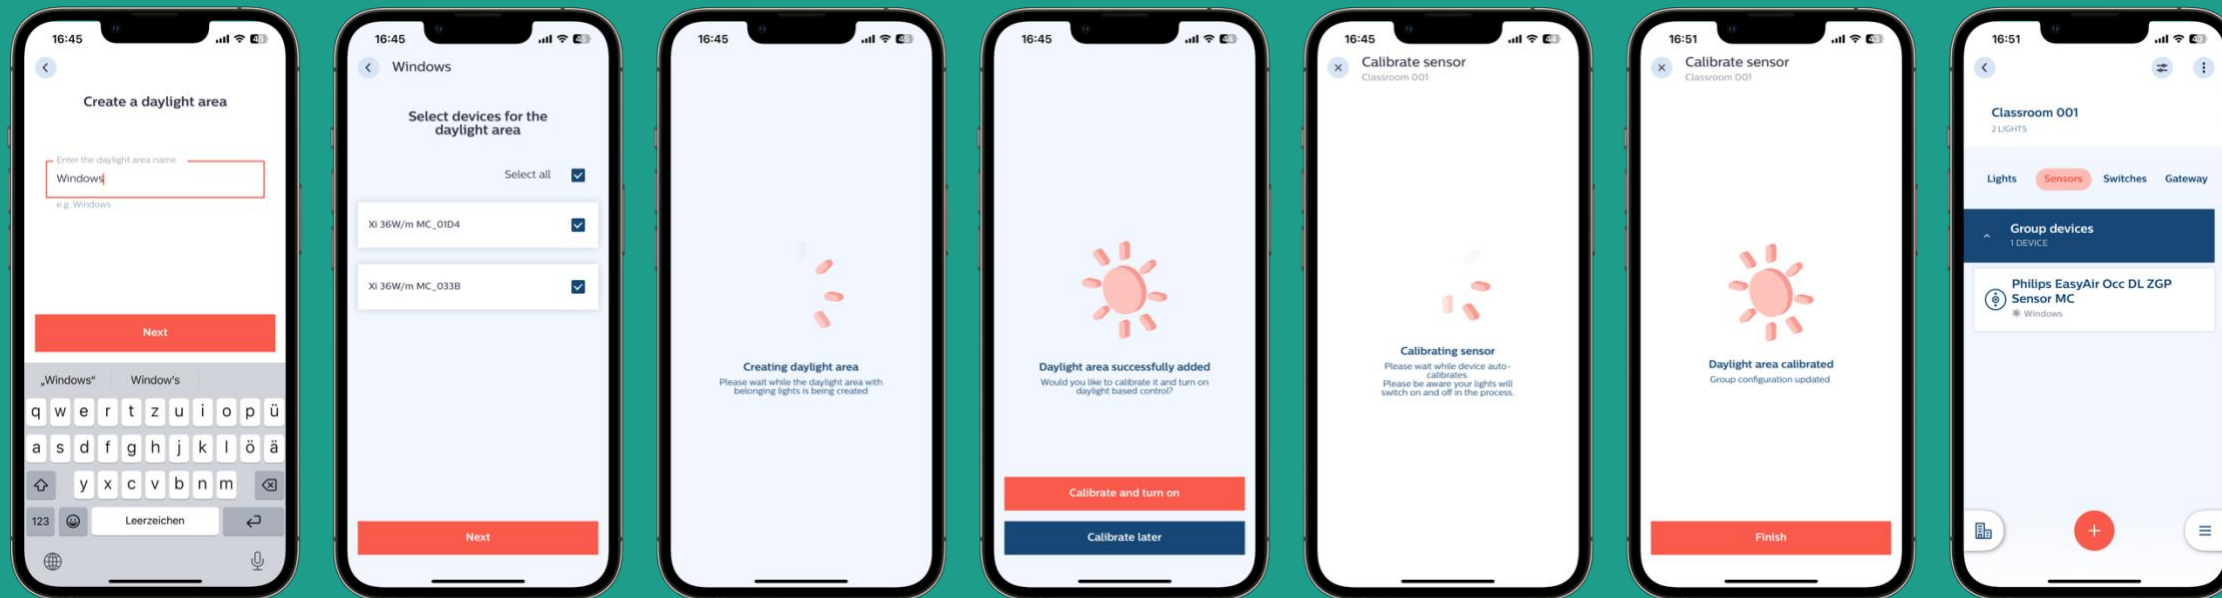 16:45
Create a daylight area
Enter the daylight area name
Windows
e.g. Windows
Next
„Windows“ Window's
q w e r t z u i o p ü
a s d f g h j k l ö ä
y x c v b n m
123 Leerzeichen
16:45
Windows
Select devices for the
daylight area
Select all
Xi 36W/m MC_01D4
Xi 36W/m MC_033B
Next
16:45
Creating daylight area
Please wait while the daylight area with
belonging lights is being created
16:45
Daylight area successfully added
Would you like to calibrate it and turn on
daylight based control?
Calibrate and turn on
Calibrate later
16:45
Calibrate sensor
Classroom 001
Calibrating sensor
Please wait while device auto-
calibrates.
Please be aware your lights will
switch on and off in the process.
16:51
Calibrate sensor
Classroom 001
Daylight area calibrated
Group configuration updated
Finish
16:51
Classroom 001
2 LIGHTS
Lights Sensors Switches Gateway
Group devices
1 DEVICE
Philips EasyAir Occ DL ZGP
Sensor MC
Windows